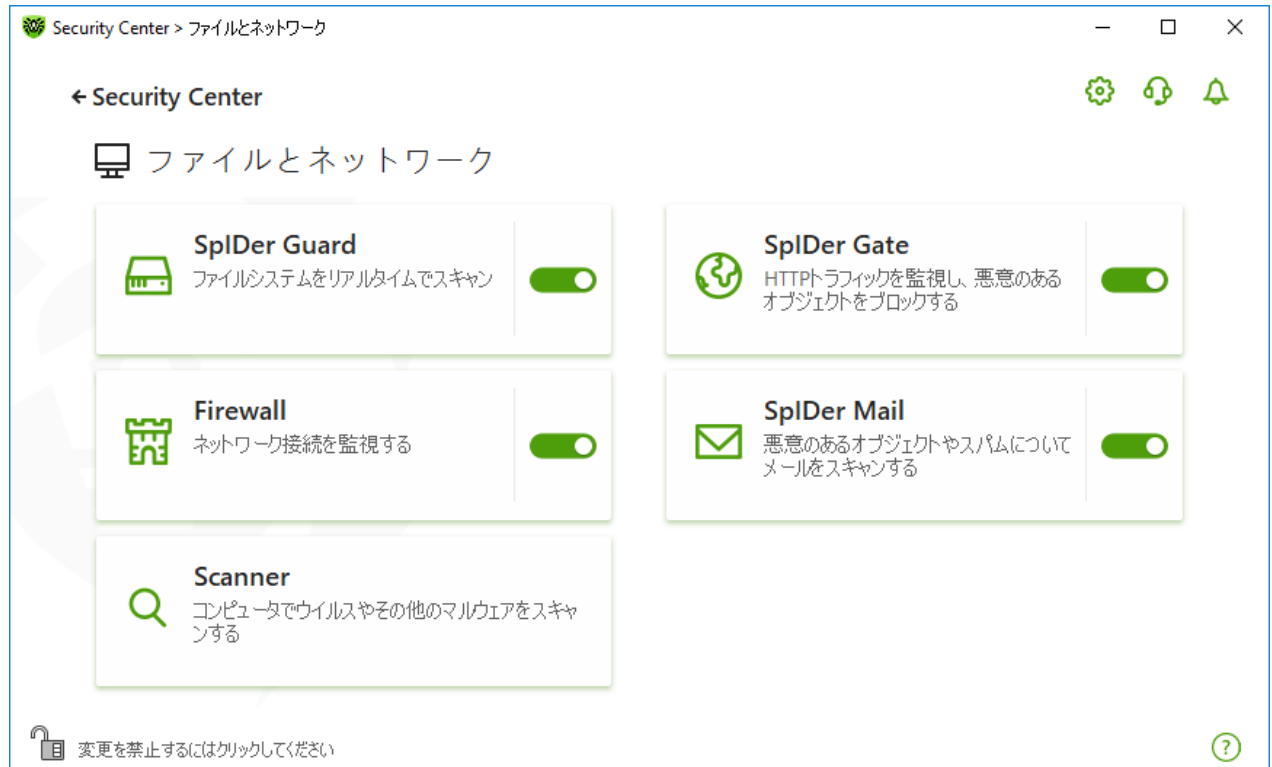 Security Center > ファイルとネットワーク
Security Center
ファイルとネットワーク
SpIDer Guard
ファイルシステムをリアルタイムでスキャン
SpIDer Gate
HTTPトラフィックを監視し、悪意のある
オブジェクトをブロックする
Firewall
ネットワーク接続を監視する
SpIDer Mail
悪意のあるオブジェクトやスパムについて
メールをスキャンする
Scanner
コンピュータでウイルスやその他のマルウェアをスキャ
ンする
変更を禁止するにはクリックしてください
?